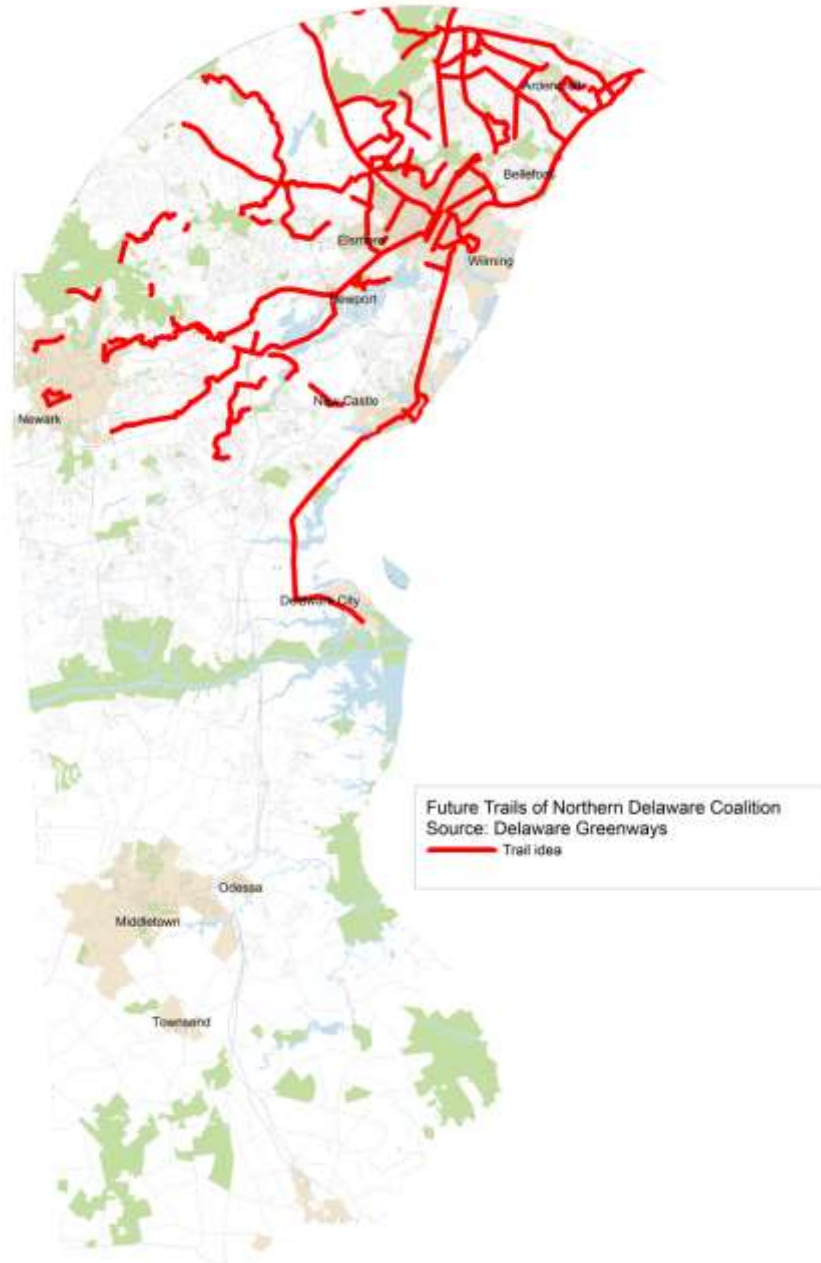 Ardencroft
Bellefon
Elsmere
Wilming
Newport
New Castle
Newark
Delaware City
Future Trails of Northern Delaware Coalition
Source: Delaware Greenways
Trail idea
Odessa
Middletown
Townsend